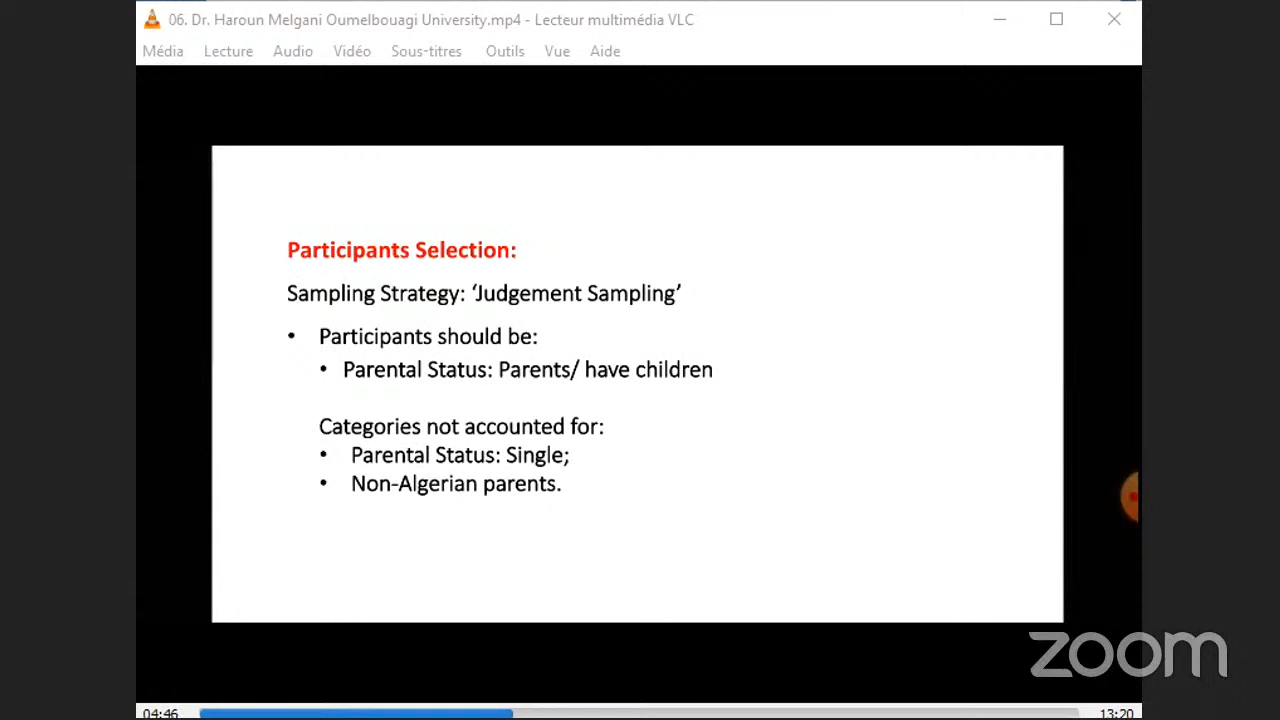 06. Dr. Haroun Melgani Oumelbouagi University.mp4 - Lecteur multimédia VLC
Média Lecture Audio Vidéo Sous-titres Outils Vue Aide
Participants Selection:
Sampling Strategy: ‘Judgement Sampling’
• Participants should be:
• Parental Status: Parents/ have children
Categories not accounted for:
• Parental Status: Single;
• Non-Algerian parents.
zoom
04:46 13:20